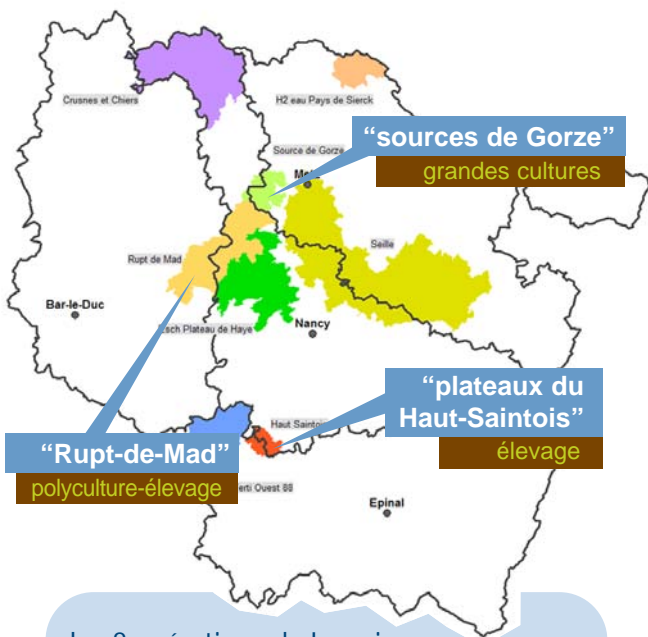 Crusnes et Chiers
H2 eau Pays de Sierck
“sources de Gorze”
grandes cultures
Source de Gorze
Rupt de Mad
Seille
Bar-le-Duc
Esch Plateau de Haye
Nancy
“plateaux du
Haut-Saintois”
élevage
Haut Saintois
“Rupt-de-Mad”
polyculture-élevage
Ouest 88
Epinal